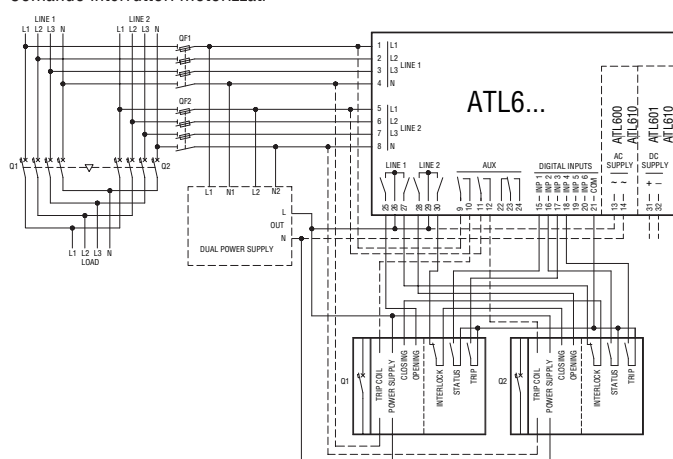 LINE 1
LINE 2
L1 L2 L3 N
L1 L2 L3 N
QF1
QF2
1 L1
2 L2
3 L3
4 N
LINE 1
5 L1
6 L2
7 L3
8 N
LINE 2
ATL6...
ATL600
ATL610
ATL601
ATL610
LINE 1
LINE 2
AUX
DIGITAL INPUTS
AC
SUPPLY
DC
SUPPLY
INP 1
INP 2
INP 3
INP 4
INP 5
INP 6
COM
~ ~
+ –
25 26 27 28 29 30
9 10 11 12 22 23 24
15 16 17 18 19 20 21
13 14
31 32
Q1
Q2
L1 N1 L2 N2
L
OUT
N
DUAL POWER SUPPLY
L1 L2 L3 N
LOAD
Q1
TRIP COIL
POWER SUPPLY
CLOSING
OPENING
INTERLOCK
STATUS
TRIP
Q2
TRIP COIL
POWER SUPPLY
CLOSING
OPENING
INTERLOCK
STATUS
TRIP